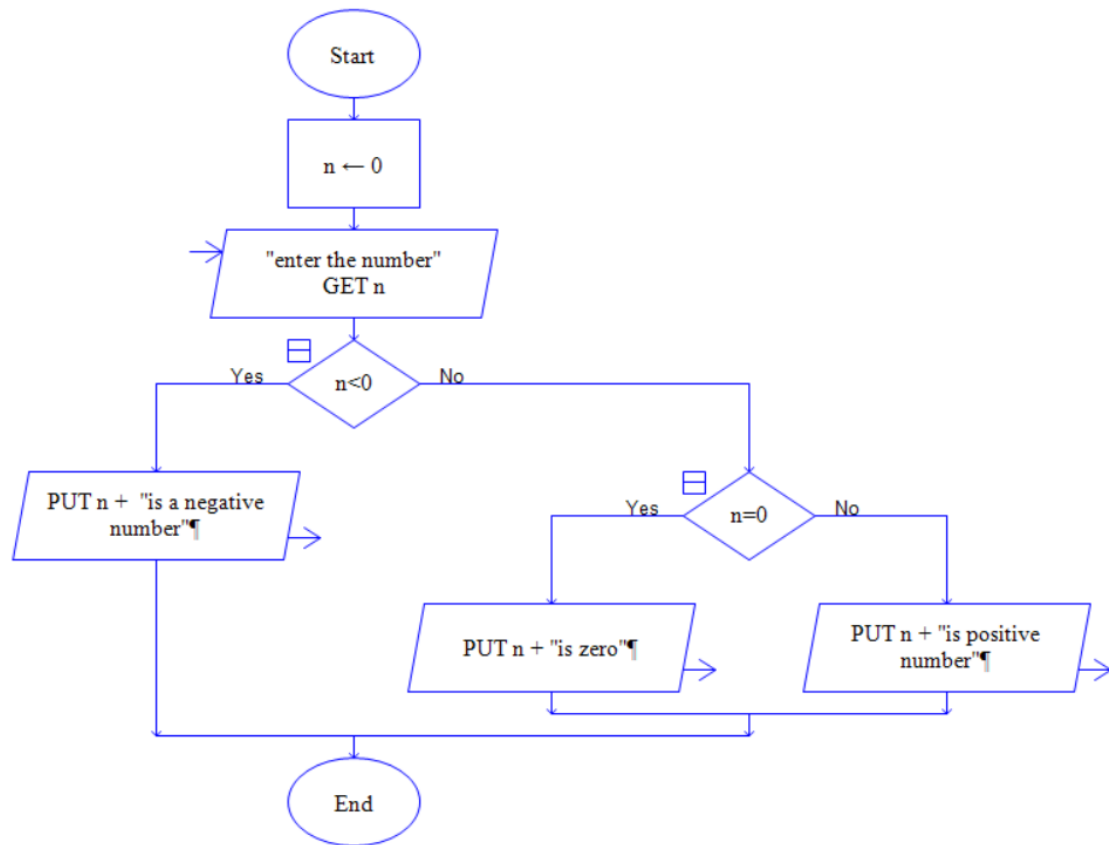 Start
n ← 0
"enter the number"
GET n
n<0
Yes
No
PUT n + "is a negative
number"¶
n=0
Yes
No
PUT n + "is zero"¶
PUT n + "is positive
number"¶
End